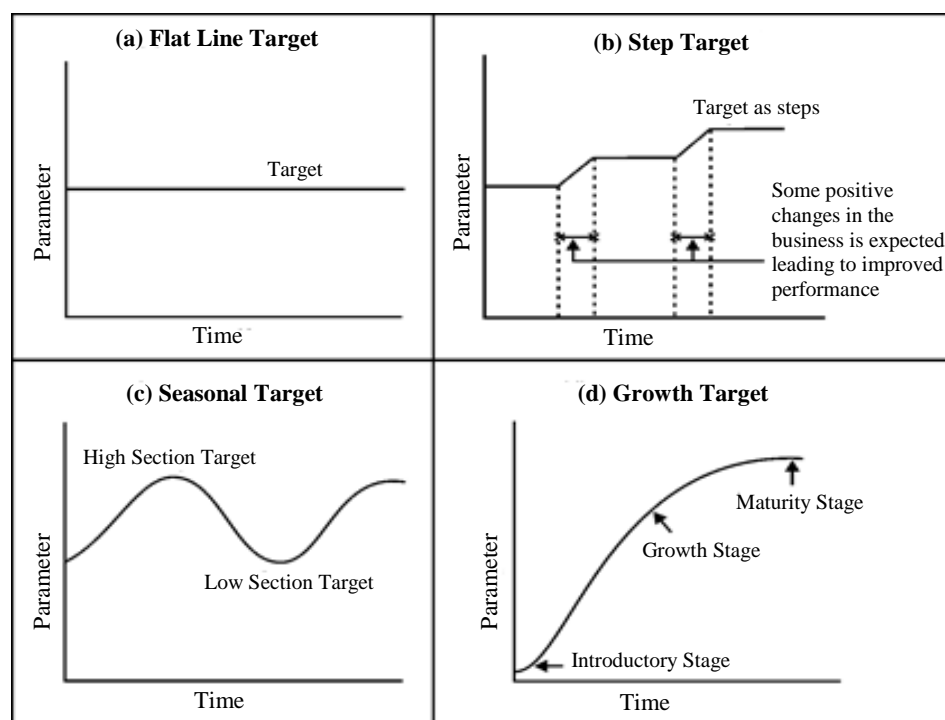 (a) Flat Line Target
Target
Parameter
Time
(b) Step Target
Target as steps
Some positive
changes in the
business is expected
leading to improved
performance
Parameter
Time
(c) Seasonal Target
High Section Target
Low Section Target
Parameter
Time
(d) Growth Target
Maturity Stage
Growth Stage
Introductory Stage
Parameter
Time